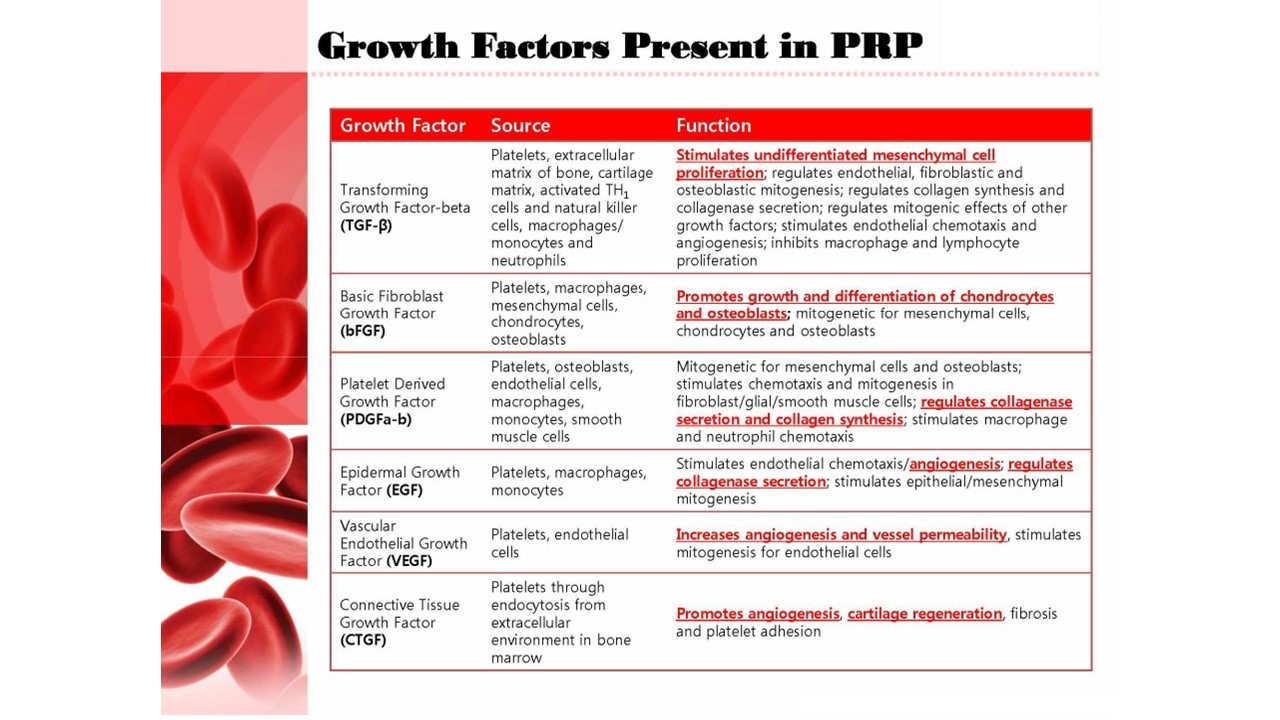 Growth Factors Present in PRP
Growth Factor Source Function
Transforming
Growth Factor-beta
(TGF-β)
Platelets, extracellular
matrix of bone, cartilage
matrix, activated TH1
cells and natural killer
cells, macrophages/
monocytes and
neutrophils
Stimulates undifferentiated mesenchymal cell
proliferation; regulates endothelial, fibroblastic and
osteoblastic mitogenesis; regulates collagen synthesis and
collagenase secretion; regulates mitogenic effects of other
growth factors; stimulates endothelial chemotaxis and
angiogenesis; inhibits macrophage and lymphocyte
proliferation
Basic Fibroblast
Growth Factor
(bFGF)
Platelets, macrophages,
mesenchymal cells,
chondrocytes,
osteoblasts
Promotes growth and differentiation of chondrocytes
and osteoblasts; mitogenetic for mesenchymal cells,
chondrocytes and osteoblasts
Platelet Derived
Growth Factor
(PDGFa-b)
Platelets, osteoblasts,
endothelial cells,
macrophages,
monocytes, smooth
muscle cells
Mitogenetic for mesenchymal cells and osteoblasts;
stimulates chemotaxis and mitogenesis in
fibroblast/glial/smooth muscle cells; regulates collagenase
secretion and collagen synthesis; stimulates macrophage
and neutrophil chemotaxis
Epidermal Growth
Factor (EGF)
Platelets, macrophages,
monocytes
Stimulates endothelial chemotaxis/angiogenesis; regulates
collagenase secretion; stimulates epithelial/mesenchymal
mitogenesis
Vascular
Endothelial Growth
Factor (VEGF)
Platelets, endothelial
cells
Increases angiogenesis and vessel permeability, stimulates
mitogenesis for endothelial cells
Connective Tissue
Growth Factor
(CTGF)
Platelets through
endocytosis from
extracellular
environment in bone
marrow
Promotes angiogenesis, cartilage regeneration, fibrosis
and platelet adhesion